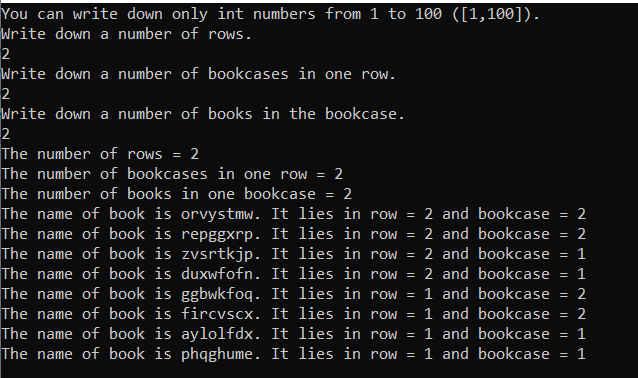 You can write down only int numbers from 1 to 100 ([1,100]).
Write down a number of rows.
2
Write down a number of bookcases in one row.
2
Write down a number of books in the bookcase.
2
The number of rows = 2
The number of bookcases in one row = 2
The number of books in one bookcase = 2
The name of book is orvystmw. It lies in row = 2 and bookcase = 2
The name of book is repggxrp. It lies in row = 2 and bookcase = 2
The name of book is zvsrtkjp. It lies in row = 2 and bookcase = 1
The name of book is duxwfofn. It lies in row = 2 and bookcase = 1
The name of book is ggbwkfoq. It lies in row = 1 and bookcase = 2
The name of book is fircvscx. It lies in row = 1 and bookcase = 2
The name of book is aylolfdx. It lies in row = 1 and bookcase = 1
The name of book is phqghume. It lies in row = 1 and bookcase = 1